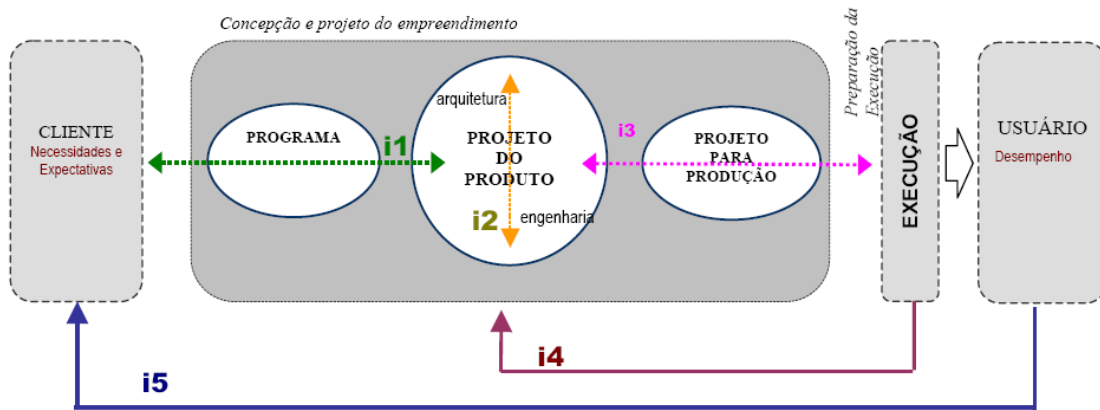 Concepção e projeto do empreendimento
CLIENTE
Necessidades e
Expectativas
PROGRAMA
i1
arquitetura
PROJETO
DO
PRODUTO
i2
engenharia
i3
PROJETO
PARA
PRODUÇÃO
Preparação da
Execução
EXECUÇÃO
USUÁRIO
Desempenho
i4
i5